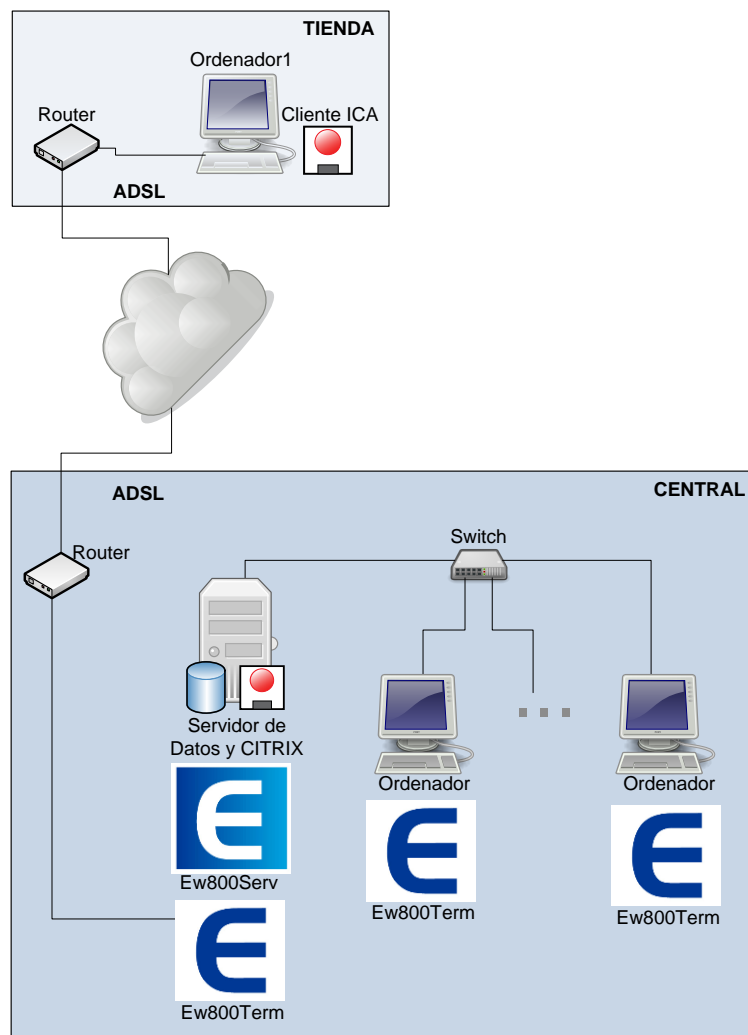 TIENDA
Ordenador1
Router
Cliente ICA
ADSL
ADSL
CENTRAL
Router
Switch
Servidor de
Datos y CITRIX
Ordenador
Ordenador
Ew800Serv
Ew800Term
Ew800Term
Ew800Term